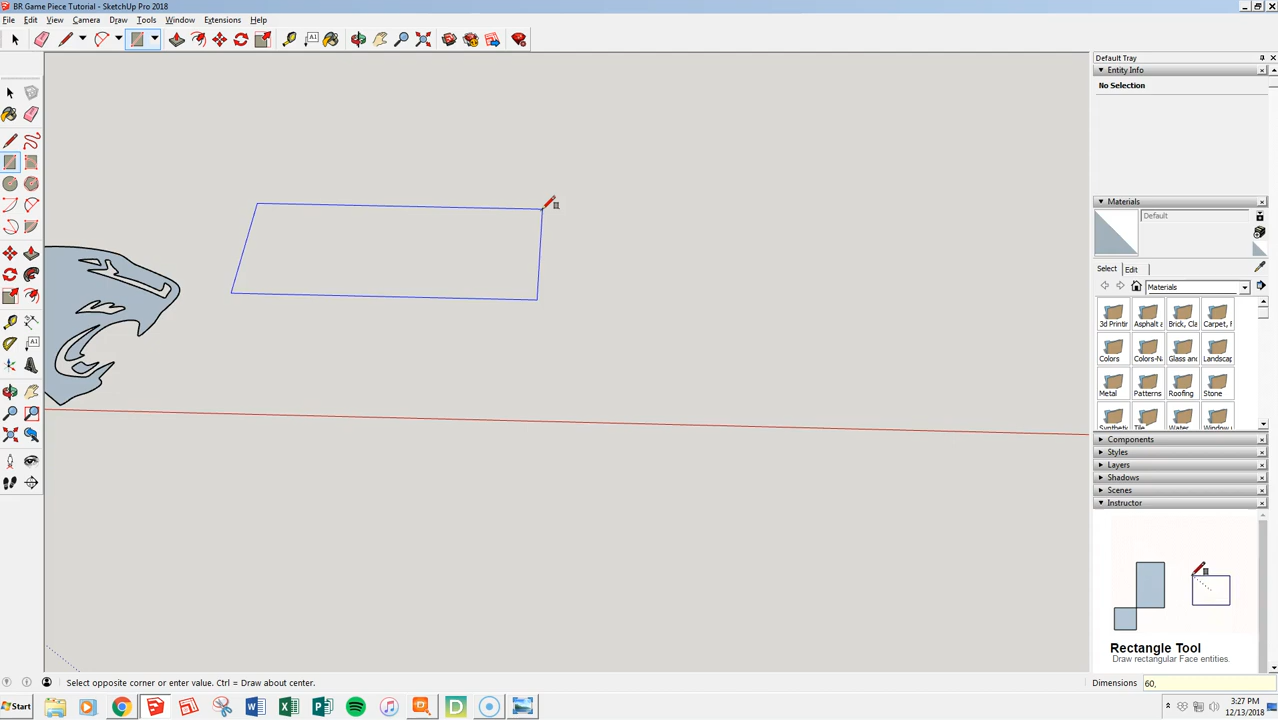 BR Game Piece Tutorial - SketchUp Pro 2018
File Edit View Camera Draw Tools Window Extensions Help
Default Tray
Entity Info
No Selection
Materials
Default
Select Edit
Materials
3d Printin Asphalt a Brick, Cla Carpet, F
Colors Colors-N Glass and Landscap
Metal Patterns Roofing Stone
Synthetic Tile Water Window
Components
Styles
Layers
Shadows
Scenes
Instructor
Rectangle Tool
Draw rectangular Face entities.
Select opposite corner or enter value. Ctrl = Draw about center.
Dimensions 60,
Start
3:27 PM
12/13/2018